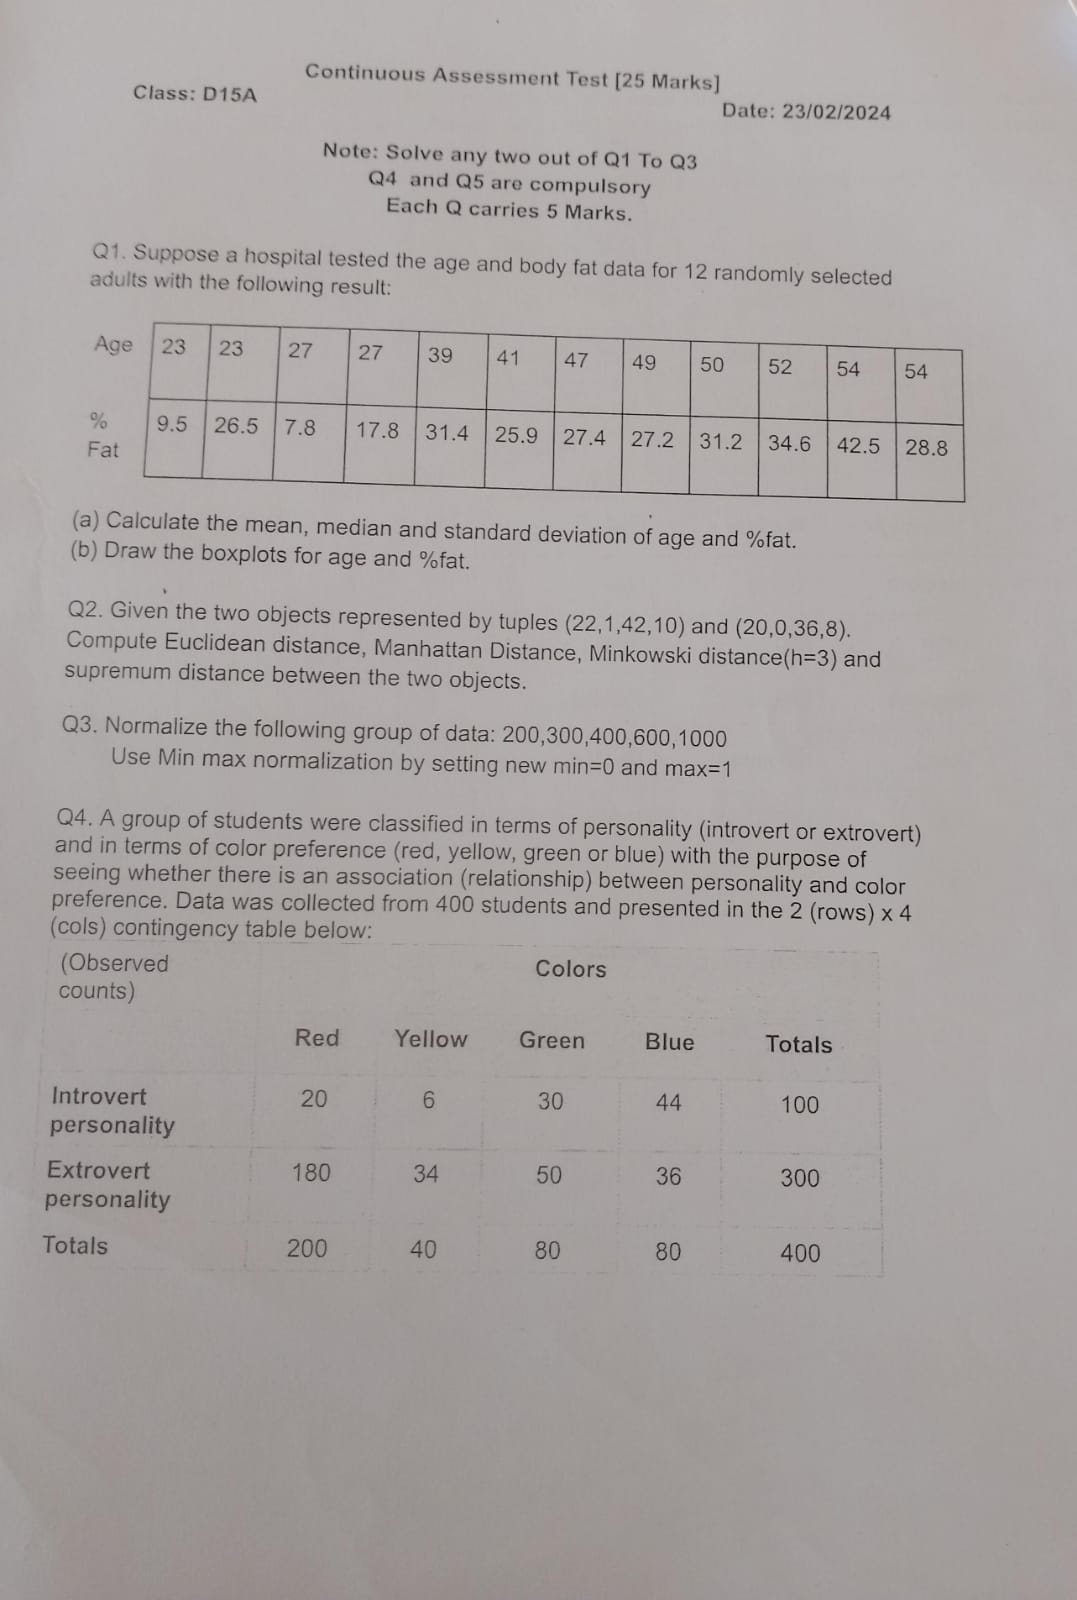 Continuous Assessment Test [25 Marks]
Class: D15A
Date: 23/02/2024
Note: Solve any two out of Q1 To Q3
Q4 and Q5 are compulsory
Each Q carries 5 Marks.
Q1. Suppose a hospital tested the age and body fat data for 12 randomly selected
adults with the following result:
Age 23 23 27 27 39 41 47 49 50 52 54 54
% Fat 9.5 26.5 7.8 17.8 31.4 25.9 27.4 27.2 31.2 34.6 42.5 28.8
(a) Calculate the mean, median and standard deviation of age and %fat.
(b) Draw the boxplots for age and %fat.
Q2. Given the two objects represented by tuples (22,1,42,10) and (20,0,36,8).
Compute Euclidean distance, Manhattan Distance, Minkowski distance(h=3) and
supremum distance between the two objects.
Q3. Normalize the following group of data: 200,300,400,600,1000
Use Min max normalization by setting new min=0 and max=1
Q4. A group of students were classified in terms of personality (introvert or extrovert)
and in terms of color preference (red, yellow, green or blue) with the purpose of
seeing whether there is an association (relationship) between personality and color
preference. Data was collected from 400 students and presented in the 2 (rows) x 4
(cols) contingency table below:
(Observed
counts)
Colors
Red Yellow Green Blue Totals
Introvert
personality
20 6 30 44 100
Extrovert
personality
180 34 50 36 300
Totals 200 40 80 80 400